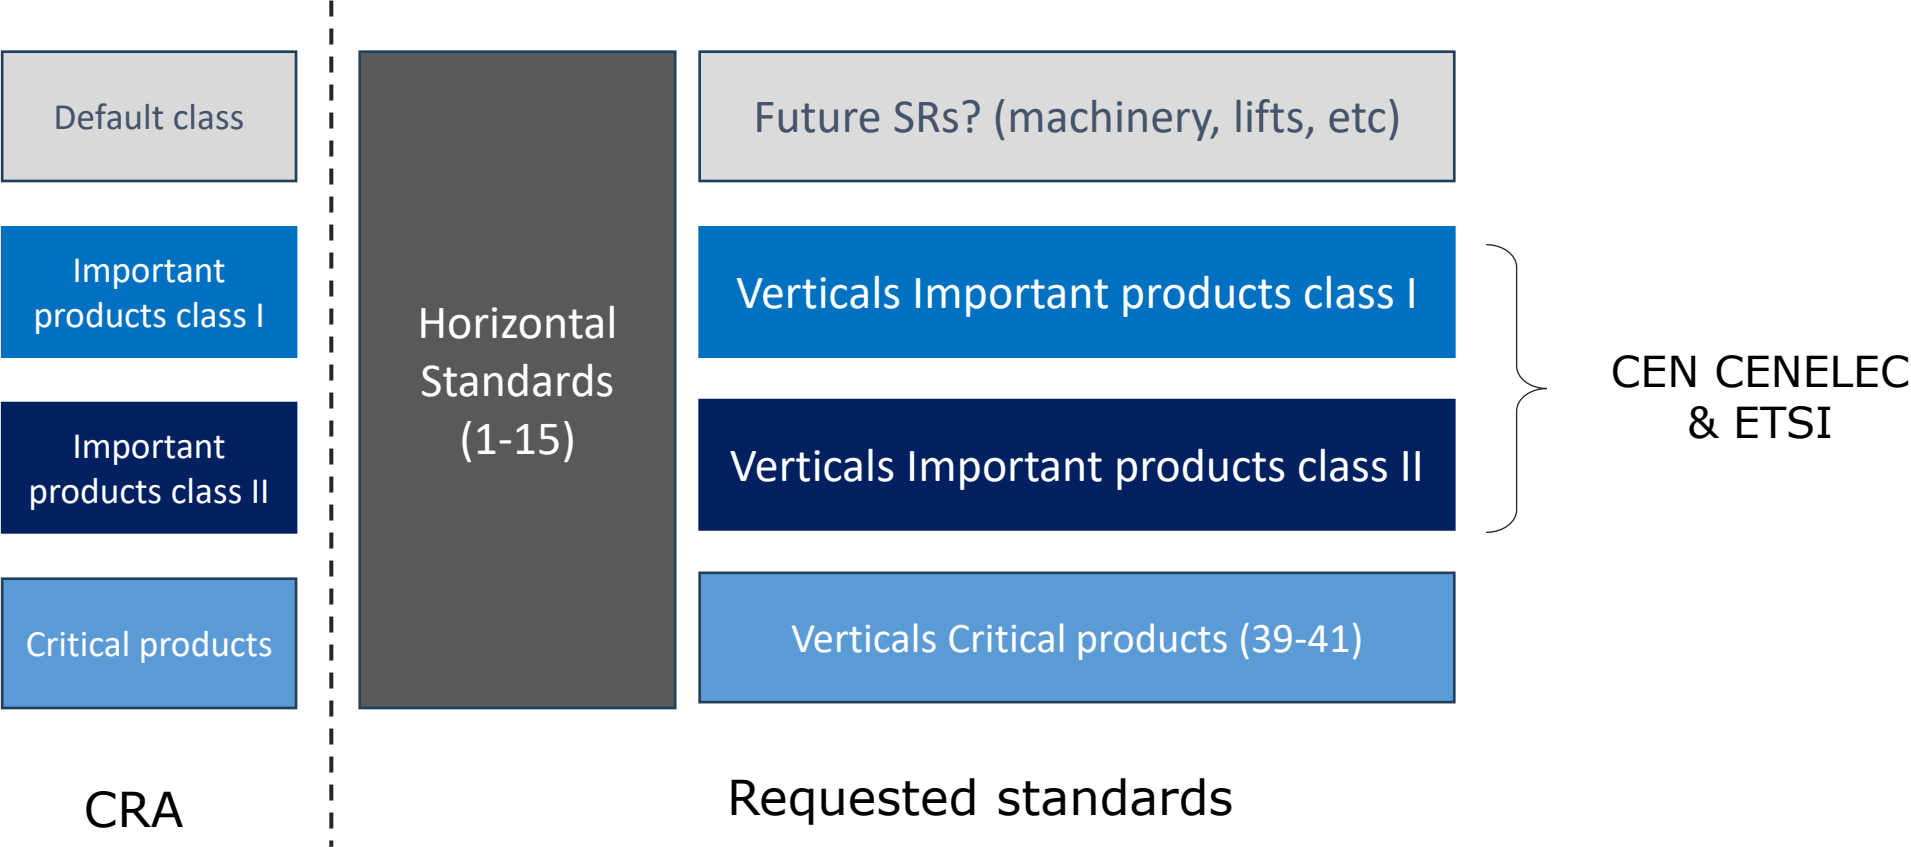 Default class
Important
products class I
Important
products class II
Critical products
CRA
Horizontal
Standards
(1-15)
Future SRs? (machinery, lifts, etc)
Verticals Important products class I
Verticals Important products class II
Verticals Critical products (39-41)
Requested standards
CEN CENELEC
& ETSI